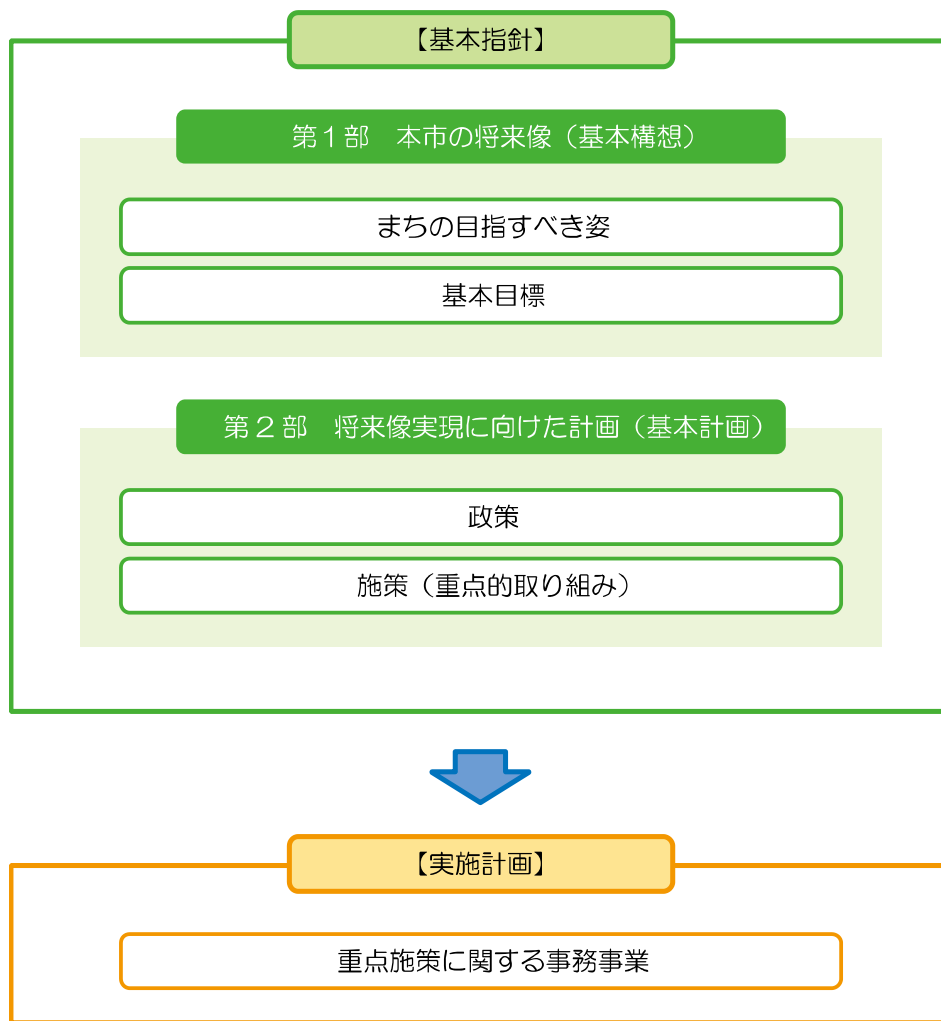 【基本指針】
第1部　本市の将来像（基本構想）
まちの目指すべき姿
基本目標
第2部　将来像実現に向けた計画（基本計画）
政策
施策（重点的取り組み）
【実施計画】
重点施策に関する事務事業